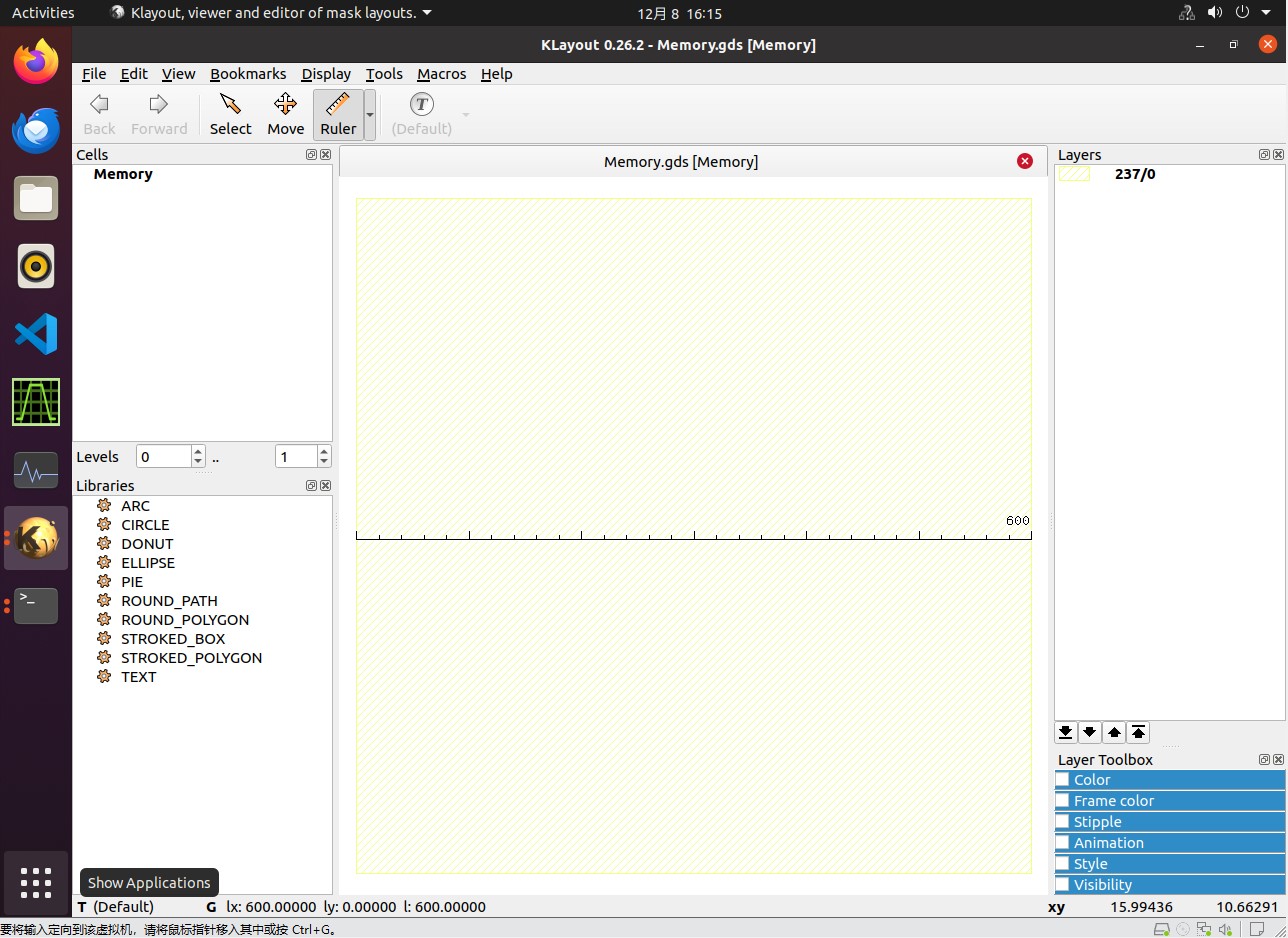 Activities
Klayout, viewer and editor of mask layouts.
12月 8 16:15
KLayout 0.26.2 - Memory.gds [Memory]
File Edit View Bookmarks Display Tools Macros Help
Back Forward Select Move Ruler T (Default)
Cells
Memory
Levels 0 .. 1
Libraries
ARC
CIRCLE
DONUT
ELLIPSE
PIE
ROUND_PATH
ROUND_POLYGON
STROKED_BOX
STROKED_POLYGON
TEXT
Memory.gds [Memory]
600
Layers
237/0
Layer Toolbox
Color
Frame color
Stipple
Animation
Style
Visibility
Show Applications
T (Default) G lx: 600.00000 ly: 0.00000 l: 600.00000 xy 15.99436 10.66291
要将输入定向到该虚拟机，请将鼠标指针移入其中或按 Ctrl+G。